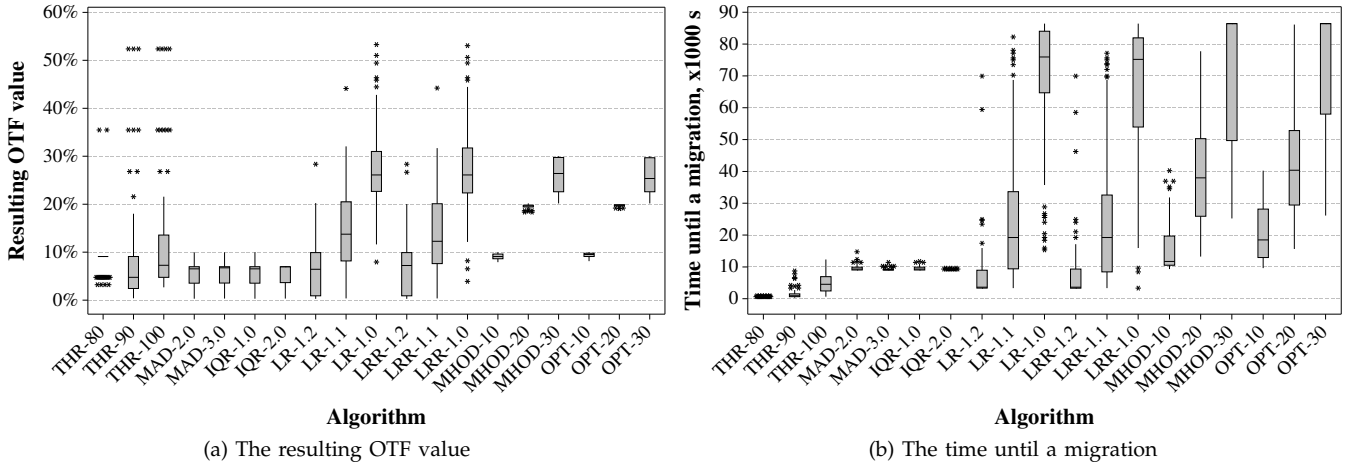 Resulting OTF value
60%
50%
40%
30%
20%
10%
0%
THR-80
THR-90
THR-100
MAD-2.0
MAD-3.0
IQR-1.0
IQR-2.0
LR-1.2
LR-1.1
LR-1.0
LRR-1.2
LRR-1.1
LRR-1.0
MHOD-10
MHOD-20
MHOD-30
OPT-10
OPT-20
OPT-30
Algorithm
(a) The resulting OTF value
Time until a migration, x1000 s
90
80
70
60
50
40
30
20
10
0
THR-80
THR-90
THR-100
MAD-2.0
MAD-3.0
IQR-1.0
IQR-2.0
LR-1.2
LR-1.1
LR-1.0
LRR-1.2
LRR-1.1
LRR-1.0
MHOD-10
MHOD-20
MHOD-30
OPT-10
OPT-20
OPT-30
Algorithm
(b) The time until a migration